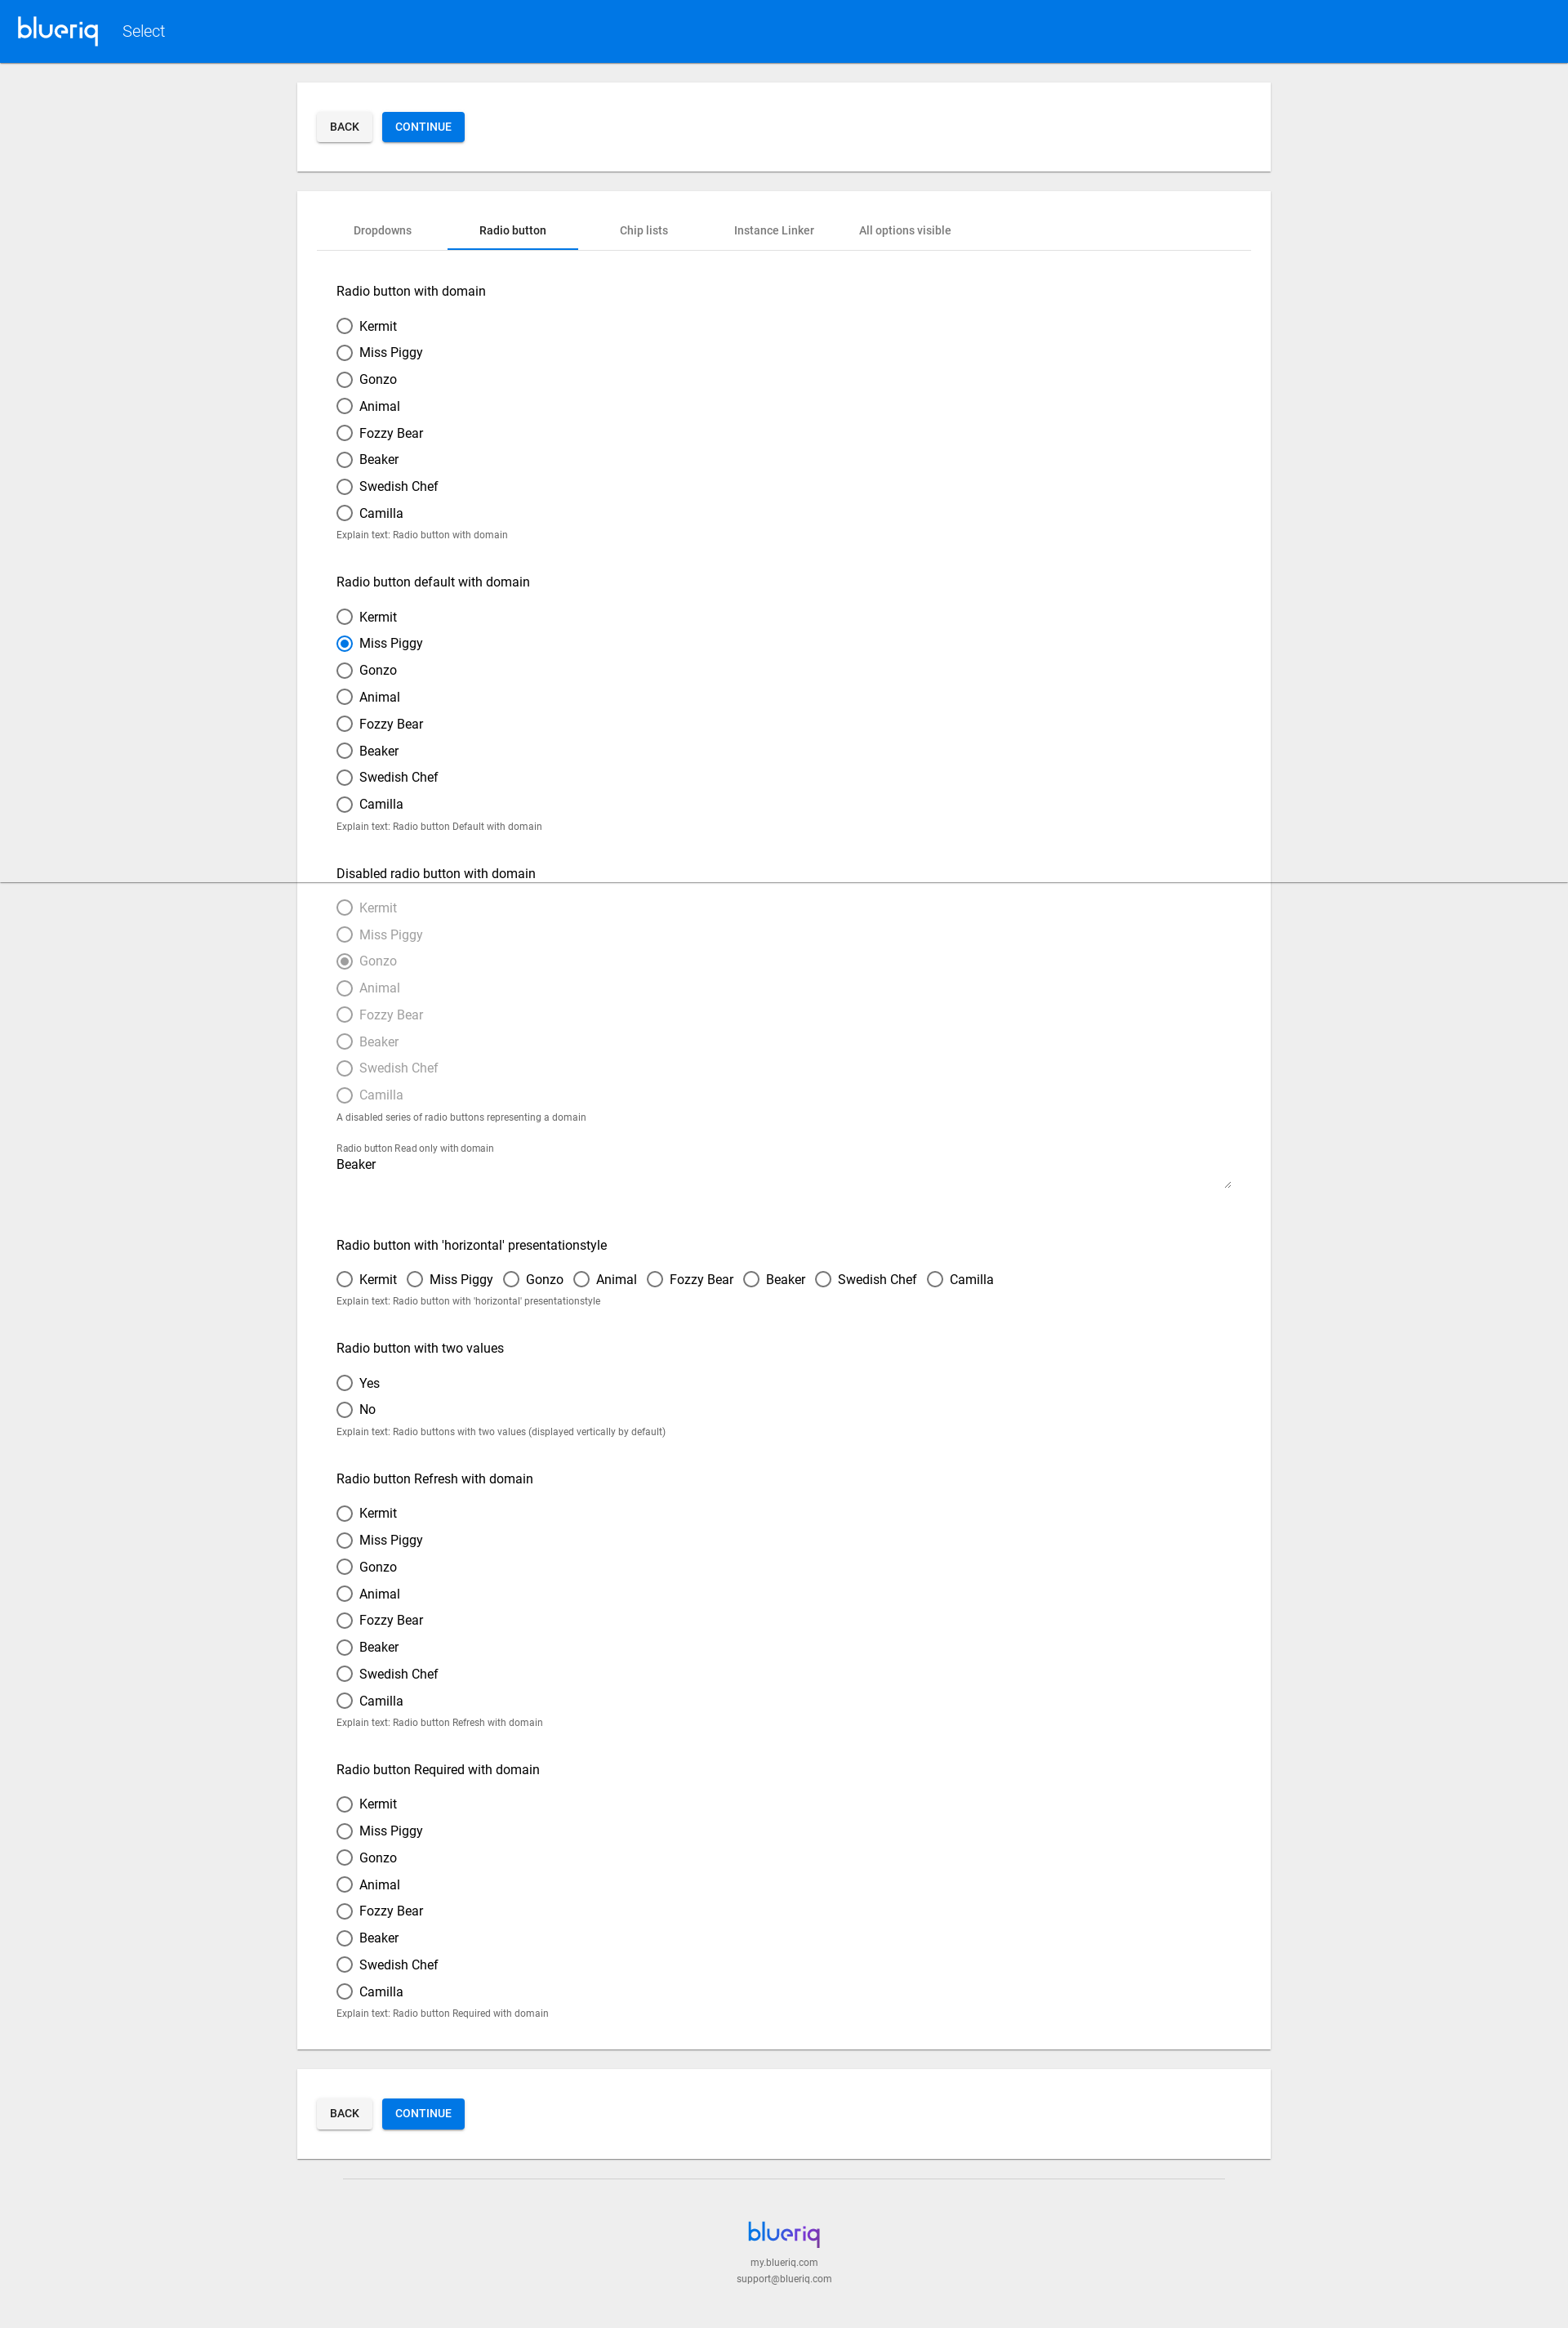 blueriq Select
BACK CONTINUE
Dropdowns Radio button Chip lists Instance Linker All options visible
Radio button with domain
Kermit
Miss Piggy
Gonzo
Animal
Fozzy Bear
Beaker
Swedish Chef
Camilla
Explain text: Radio button with domain
Radio button default with domain
Kermit
Miss Piggy
Gonzo
Animal
Fozzy Bear
Beaker
Swedish Chef
Camilla
Explain text: Radio button Default with domain
Disabled radio button with domain
Kermit
Miss Piggy
Gonzo
Animal
Fozzy Bear
Beaker
Swedish Chef
Camilla
A disabled series of radio buttons representing a domain
Radio button Read only with domain
Beaker
Radio button with 'horizontal' presentationstyle
Kermit Miss Piggy Gonzo Animal Fozzy Bear Beaker Swedish Chef Camilla
Explain text: Radio button with 'horizontal' presentationstyle
Radio button with two values
Yes
No
Explain text: Radio buttons with two values (displayed vertically by default)
Radio button Refresh with domain
Kermit
Miss Piggy
Gonzo
Animal
Fozzy Bear
Beaker
Swedish Chef
Camilla
Explain text: Radio button Refresh with domain
Radio button Required with domain
Kermit
Miss Piggy
Gonzo
Animal
Fozzy Bear
Beaker
Swedish Chef
Camilla
Explain text: Radio button Required with domain
BACK CONTINUE
blueriq
my.blueriq.com
support@blueriq.com